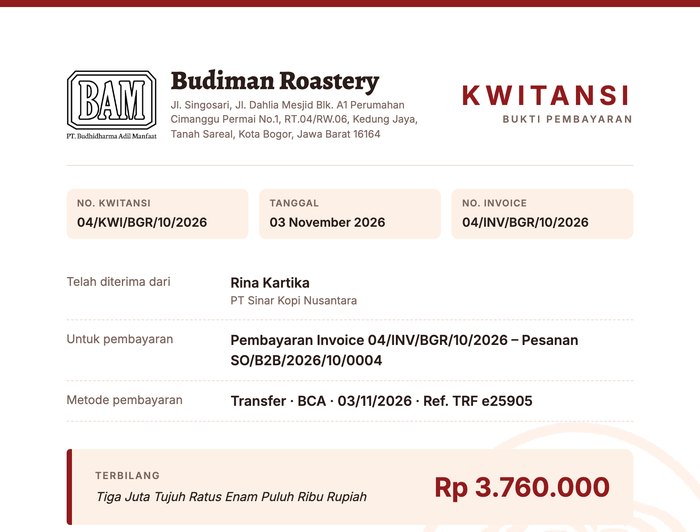 BAM
PT. Budhidharma Adil Manfaat
Budiman Roastery
Jl. Singosari, Jl. Dahlia Mesjid Blk. A1 Perumahan
Cimanggu Permai No.1, RT.04/RW.06, Kedung Jaya,
Tanah Sareal, Kota Bogor, Jawa Barat 16164
KWITANSI
BUKTI PEMBAYARAN
NO. KWITANSI
04/KWI/BGR/10/2026
TANGGAL
03 November 2026
NO. INVOICE
04/INV/BGR/10/2026
Telah diterima dari
Rina Kartika
PT Sinar Kopi Nusantara
Untuk pembayaran
Pembayaran Invoice 04/INV/BGR/10/2026 – Pesanan
SO/B2B/2026/10/0004
Metode pembayaran
Transfer · BCA · 03/11/2026 · Ref. TRF e25905
TERBILANG
Tiga Juta Tujuh Ratus Enam Puluh Ribu Rupiah
Rp 3.760.000